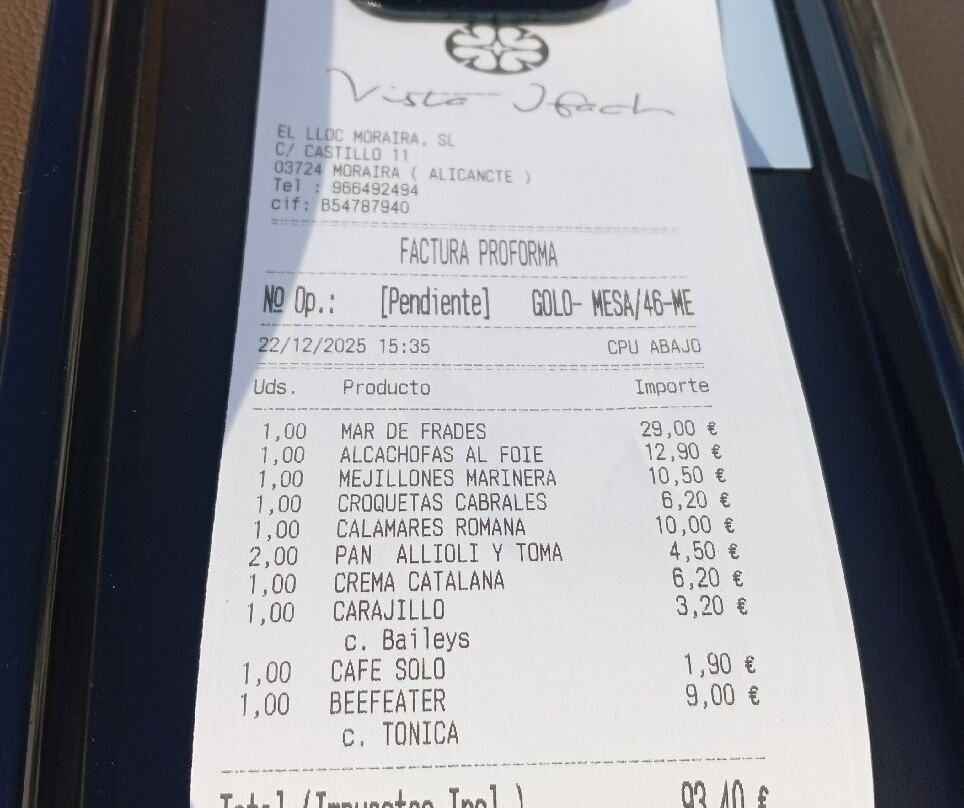 Vista Ifach
EL LLOC MORAIRA, SL
C/ CASTILLO 11
03724 MORAIRA ( ALICANCTE )
Tel : 966492494
cif: B54787940
FACTURA PROFORMA
Nº Op.: [Pendiente] GOLO- MESA/46-ME
22/12/2025 15:35 CPU ABAJO
Uds. Producto Importe
1,00 MAR DE FRADES 29,00 €
1,00 ALCACHOFAS AL FOIE 12,90 €
1,00 MEJILLONES MARINERA 10,50 €
1,00 CROQUETAS CABRALES 6,20 €
1,00 CALAMARES ROMANA 10,00 €
2,00 PAN ALLIOLI Y TOMA 4,50 €
1,00 CREMA CATALANA 6,20 €
1,00 CARAJILLO 3,20 €
c. Baileys
1,00 CAFE SOLO 1,90 €
1,00 BEEFEATER 9,00 €
c. TONICA
Total (Impuestos Incl.) 93,40 €